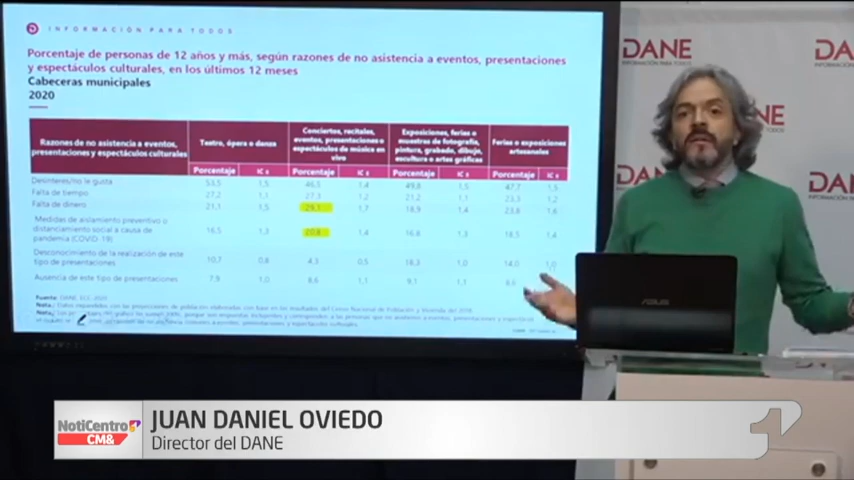 INFORMACIÓN PARA TODOS
Porcentaje de personas de 12 años y más, según razones de no asistencia a eventos, presentaciones
y espectáculos culturales, en los últimos 12 meses
Cabeceras municipales
2020
Razones de no asistencia a eventos, presentaciones y espectáculos culturales
Teatro, ópera o danza
Conciertos, recitales, eventos, presentaciones o espectáculos de música en vivo
Exposiciones, ferias o muestras de fotografía, pintura, grabado, dibujo, escultura o artes gráficas
Ferias o exposiciones artesanales
Porcentaje IC ± Porcentaje IC ± Porcentaje IC ± Porcentaje IC ±
Desinterés/no le gusta 53,5 1,5 46,3 1,4 49,8 1,5 47,7 1,5
Falta de tiempo 27,2 1,1 27,3 1,2 21,2 1,1 23,3 1,2
Falta de dinero 21,1 1,5 29,1 1,7 18,9 1,4 23,8 1,6
Medidas de aislamiento preventivo o distanciamiento social a causa de pandemia (COVID-19) 16,5 1,3 20,8 1,4 16,8 1,3 18,5 1,4
Desconocimiento de la realización de este tipo de presentaciones 10,7 0,8 4,3 0,5 18,3 1,0 14,0 1,0
Ausencia de este tipo de presentaciones 7,9 1,0 8,6 1,1 9,1 1,1
Fuente: DANE, ECC 2020
DANE
INFORMACIÓN PARA TODOS
DANE
DANE
DANE
DANE
ASUS
NotiCentro 1
CM&
JUAN DANIEL OVIEDO
Director del DANE
1